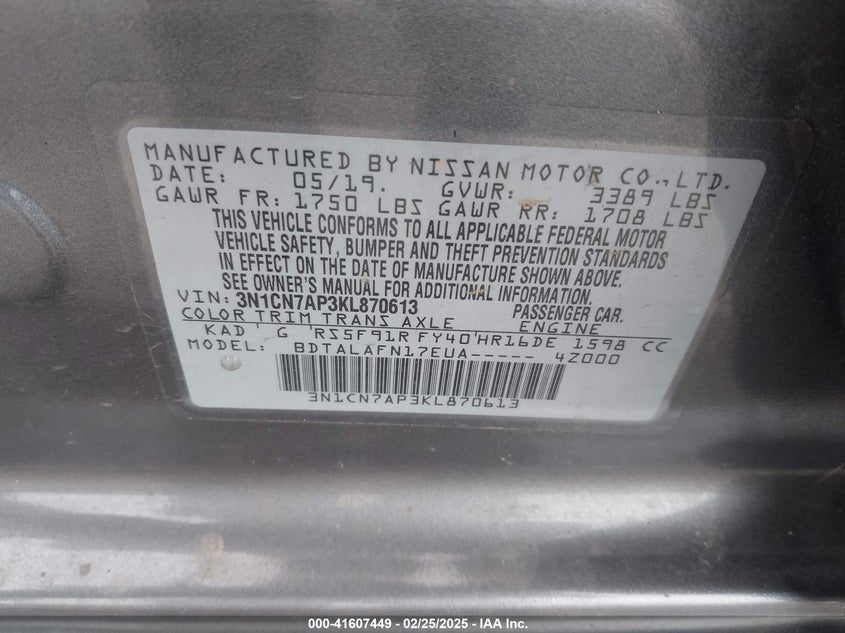 MANUFACTURED BY NISSAN MOTOR CO.,LTD.
DATE: 05/19. GVWR: 3389 LBS
GAWR FR: 1750 LBS GAWR RR: 1708 LBS
THIS VEHICLE CONFORMS TO ALL APPLICABLE FEDERAL MOTOR
VEHICLE SAFETY, BUMPER AND THEFT PREVENTION STANDARDS
IN EFFECT ON THE DATE OF MANUFACTURE SHOWN ABOVE.
SEE OWNER'S MANUAL FOR ADDITIONAL INFORMATION.
VIN: 3N1CN7AP3KL870613 PASSENGER CAR.
COLOR TRIM TRANS AXLE ENGINE
KAD ' G 'RS5F91R FY40'HR16DE 1598 CC
MODEL: BDTALAFN17EUA----- 4Z000
3N1CN7AP3KL870613
000-41607449 - 02/25/2025 - IAA Inc.